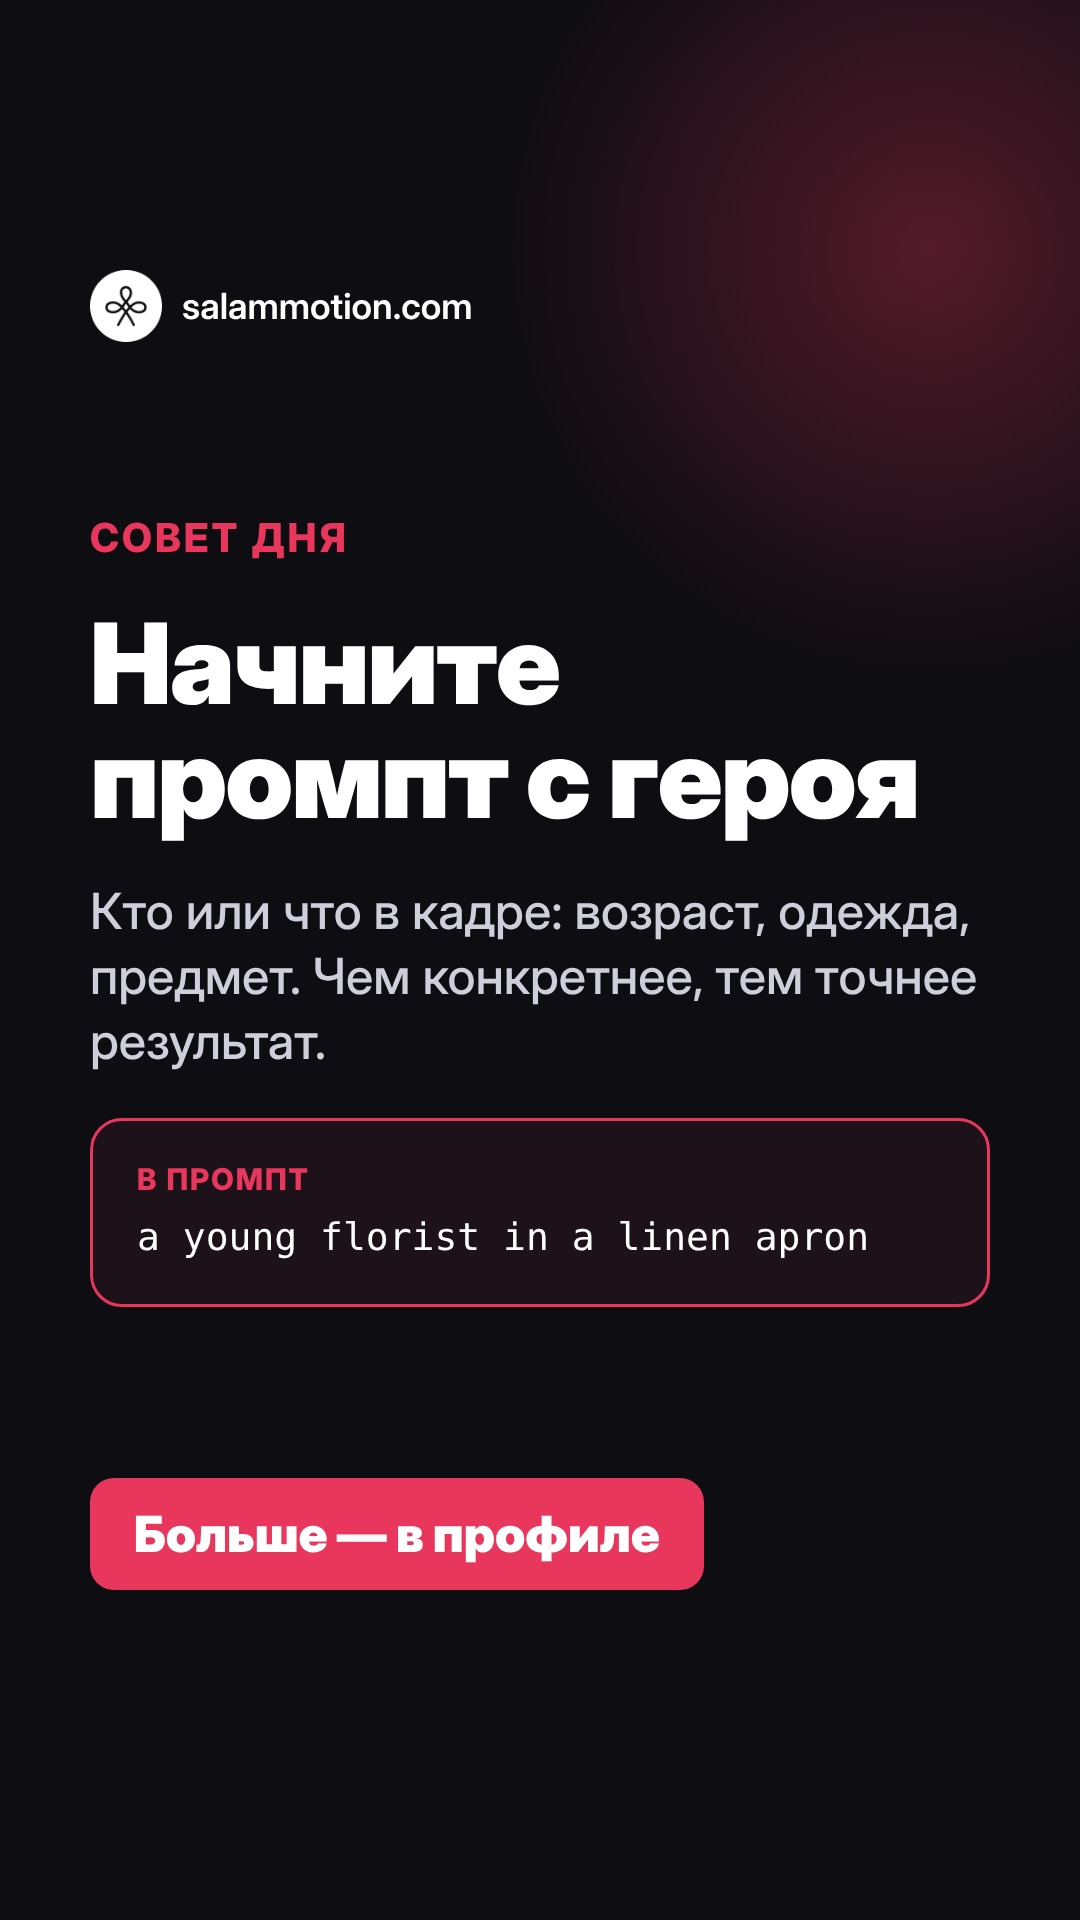 salammotion.com
СОВЕТ ДНЯ
Начните
промпт с героя
Кто или что в кадре: возраст, одежда,
предмет. Чем конкретнее, тем точнее
результат.
В ПРОМПТ
a young florist in a linen apron
Больше — в профиле